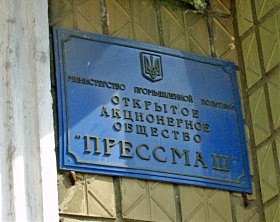 МИНИСТЕРСТВО ПРОМЫШЛЕННОЙ ПОЛИТИКИ
ОТКРЫТОЕ
АКЦИОНЕРНОЕ
ОБЩЕСТВО
"ПРЕССМАШ"